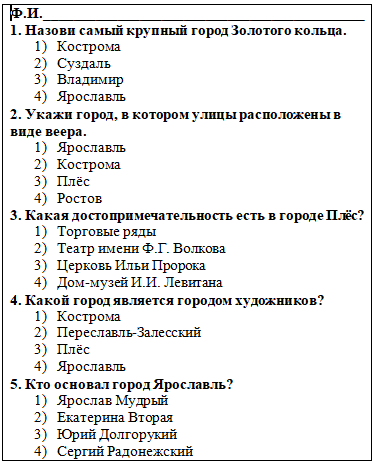 Ф.И.
1. Назови самый крупный город Золотого кольца.
1) Кострома
2) Суздаль
3) Владимир
4) Ярославль
2. Укажи город, в котором улицы расположены в
виде веера.
1) Ярославль
2) Кострома
3) Плёс
4) Ростов
3. Какая достопримечательность есть в городе Плёс?
1) Торговые ряды
2) Театр имени Ф.Г. Волкова
3) Церковь Ильи Пророка
4) Дом-музей И.И. Левитана
4. Какой город является городом художников?
1) Кострома
2) Переславль-Залесский
3) Плёс
4) Ярославль
5. Кто основал город Ярославль?
1) Ярослав Мудрый
2) Екатерина Вторая
3) Юрий Долгорукий
4) Сергий Радонежский